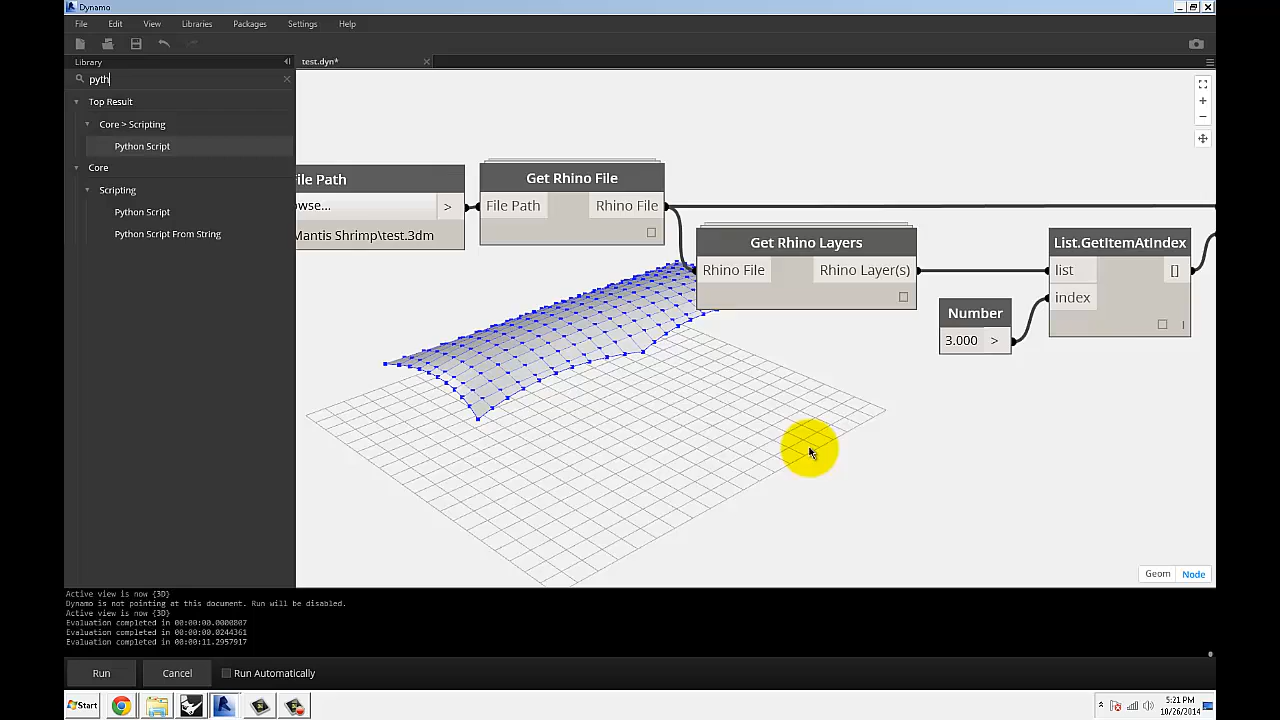 Dynamo
File Edit View Libraries Packages Settings Help
Library
test.dyn*
pyth
Top Result
Core > Scripting
Python Script
Core
Scripting
Python Script
Python Script From String
ile Path
wse... >
Mantis Shrimp\test.3dm
Get Rhino File
File Path Rhino File
Get Rhino Layers
Rhino File Rhino Layer(s)
Number
3.000 >
List.GetItemAtIndex
list []
index
Geom Node
Active view is now {3D}
Dynamo is not pointing at this document. Run will be disabled.
Active view is now {3D}
Evaluation completed in 00:00:00.0000007
Evaluation completed in 00:00:00.0244361
Evaluation completed in 00:00:11.2957917
Run Cancel Run Automatically
Start
5:21 PM
10/26/2014